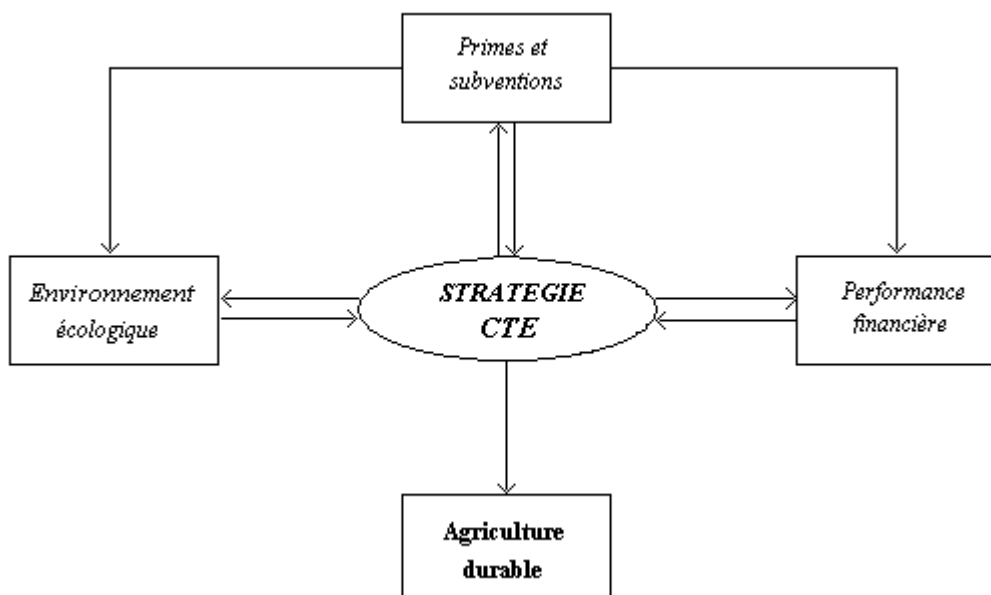 Primes et
subventions
Environnement
écologique
STRATEGIE
CTE
Performance
financière
Agriculture
durable